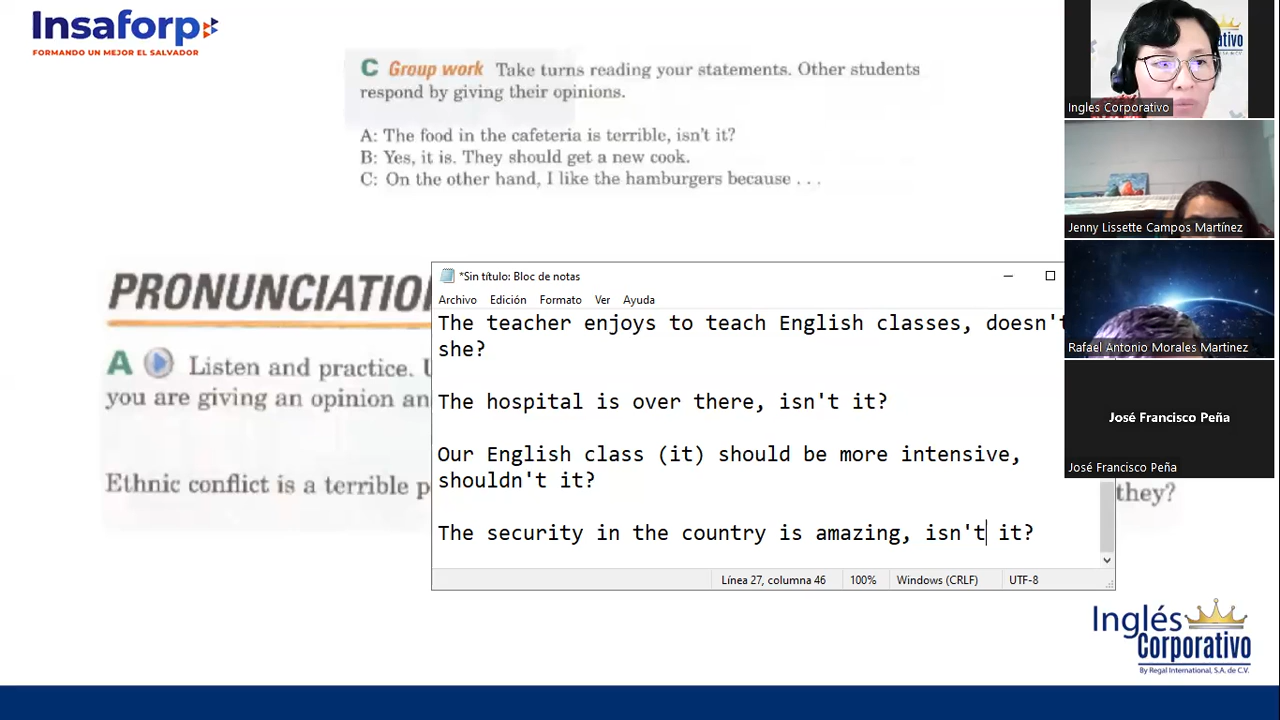 Insaforp
FORMANDO UN MEJOR EL SALVADOR
C Group work Take turns reading your statements. Other students
respond by giving their opinions.
A: The food in the cafeteria is terrible, isn't it?
B: Yes, it is. They should get a new cook.
C: On the other hand, I like the hamburgers because . . .
PRONUNCIATIO
A Listen and practice.
you are giving an opinion an
Ethnic conflict is a terrible p
they?
*Sin título: Bloc de notas
Archivo Edición Formato Ver Ayuda
The teacher enjoys to teach English classes, doesn't
she?
The hospital is over there, isn't it?
Our English class (it) should be more intensive,
shouldn't it?
The security in the country is amazing, isn't it?
Línea 27, columna 46 100% Windows (CRLF) UTF-8
Ingles Corporativo
Jenny Lissette Campos Martínez
Rafael Antonio Morales Martinez
José Francisco Peña
José Francisco Peña
Inglés
Corporativo
By Regal International, S.A. de C.V.